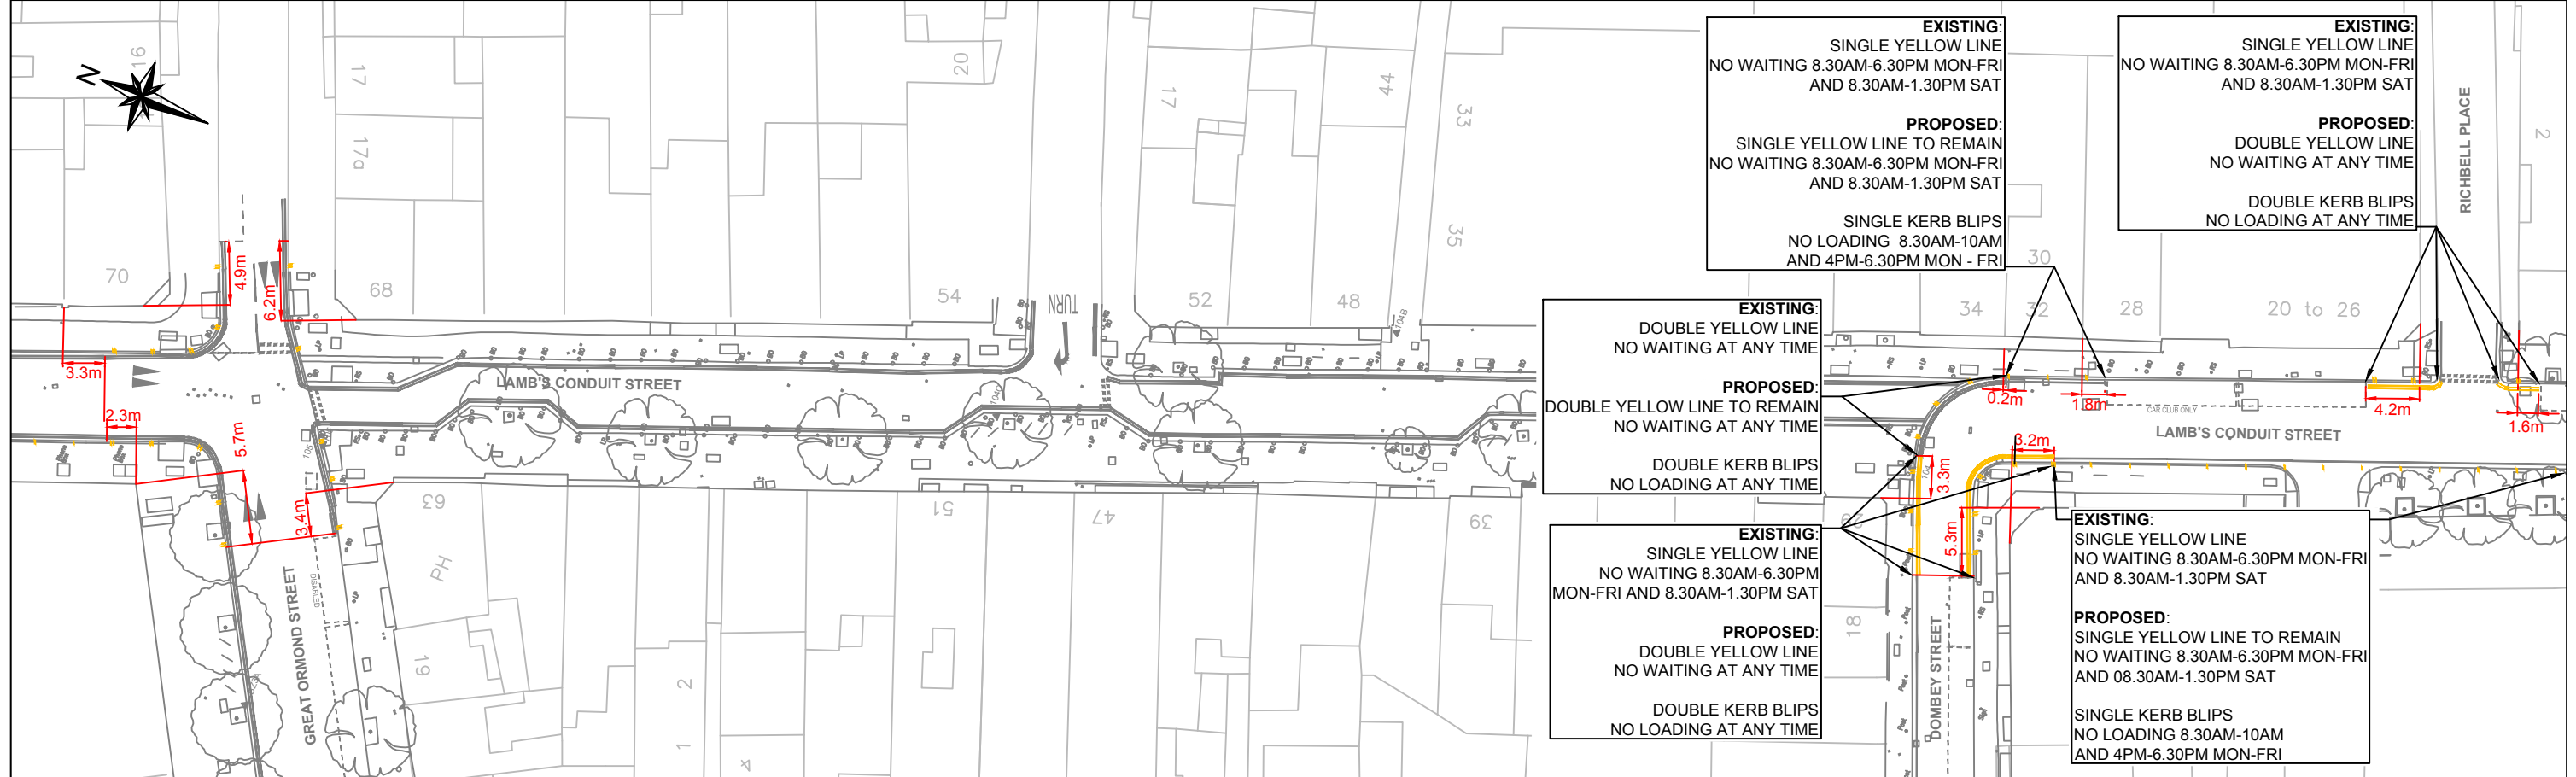 EXISTING:
SINGLE YELLOW LINE
NO WAITING 8.30AM-6.30PM MON-FRI
AND 8.30AM-1.30PM SAT
PROPOSED:
SINGLE YELLOW LINE TO REMAIN
NO WAITING 8.30AM-6.30PM MON-FRI
AND 8.30AM-1.30PM SAT
SINGLE KERB BLIPS
NO LOADING 8.30AM-10AM
AND 4PM-6.30PM MON - FRI
EXISTING:
SINGLE YELLOW LINE
NO WAITING 8.30AM-6.30PM MON-FRI
AND 8.30AM-1.30PM SAT
PROPOSED:
DOUBLE YELLOW LINE
NO WAITING AT ANY TIME
DOUBLE KERB BLIPS
NO LOADING AT ANY TIME
EXISTING:
DOUBLE YELLOW LINE
NO WAITING AT ANY TIME
PROPOSED:
DOUBLE YELLOW LINE TO REMAIN
NO WAITING AT ANY TIME
DOUBLE KERB BLIPS
NO LOADING AT ANY TIME
EXISTING:
SINGLE YELLOW LINE
NO WAITING 8.30AM-6.30PM
MON-FRI AND 8.30AM-1.30PM SAT
PROPOSED:
DOUBLE YELLOW LINE
NO WAITING AT ANY TIME
DOUBLE KERB BLIPS
NO LOADING AT ANY TIME
EXISTING:
SINGLE YELLOW LINE
NO WAITING 8.30AM-6.30PM MON-FRI
AND 8.30AM-1.30PM SAT
PROPOSED:
SINGLE YELLOW LINE TO REMAIN
NO WAITING 8.30AM-6.30PM MON-FRI
AND 08.30AM-1.30PM SAT
SINGLE KERB BLIPS
NO LOADING 8.30AM-10AM
AND 4PM-6.30PM MON-FRI
N
16
17
17a
20
17
44
33
35
2
RICHBELL PLACE
70
68
54
TURN
52
48
34
32
30
28
20 to 26
4.9m
6.2m
3.3m
2.3m
5.7m
3.4m
0.2m
1.8m
4.2m
1.6m
3.2m
3.3m
5.3m
LAMB'S CONDUIT STREET
CAR CLUB ONLY
LAMB'S CONDUIT STREET
63
51
47
39
PH
19
2
1
4
18
DISABLED
GREAT ORMOND STREET
DOMBEY STREET